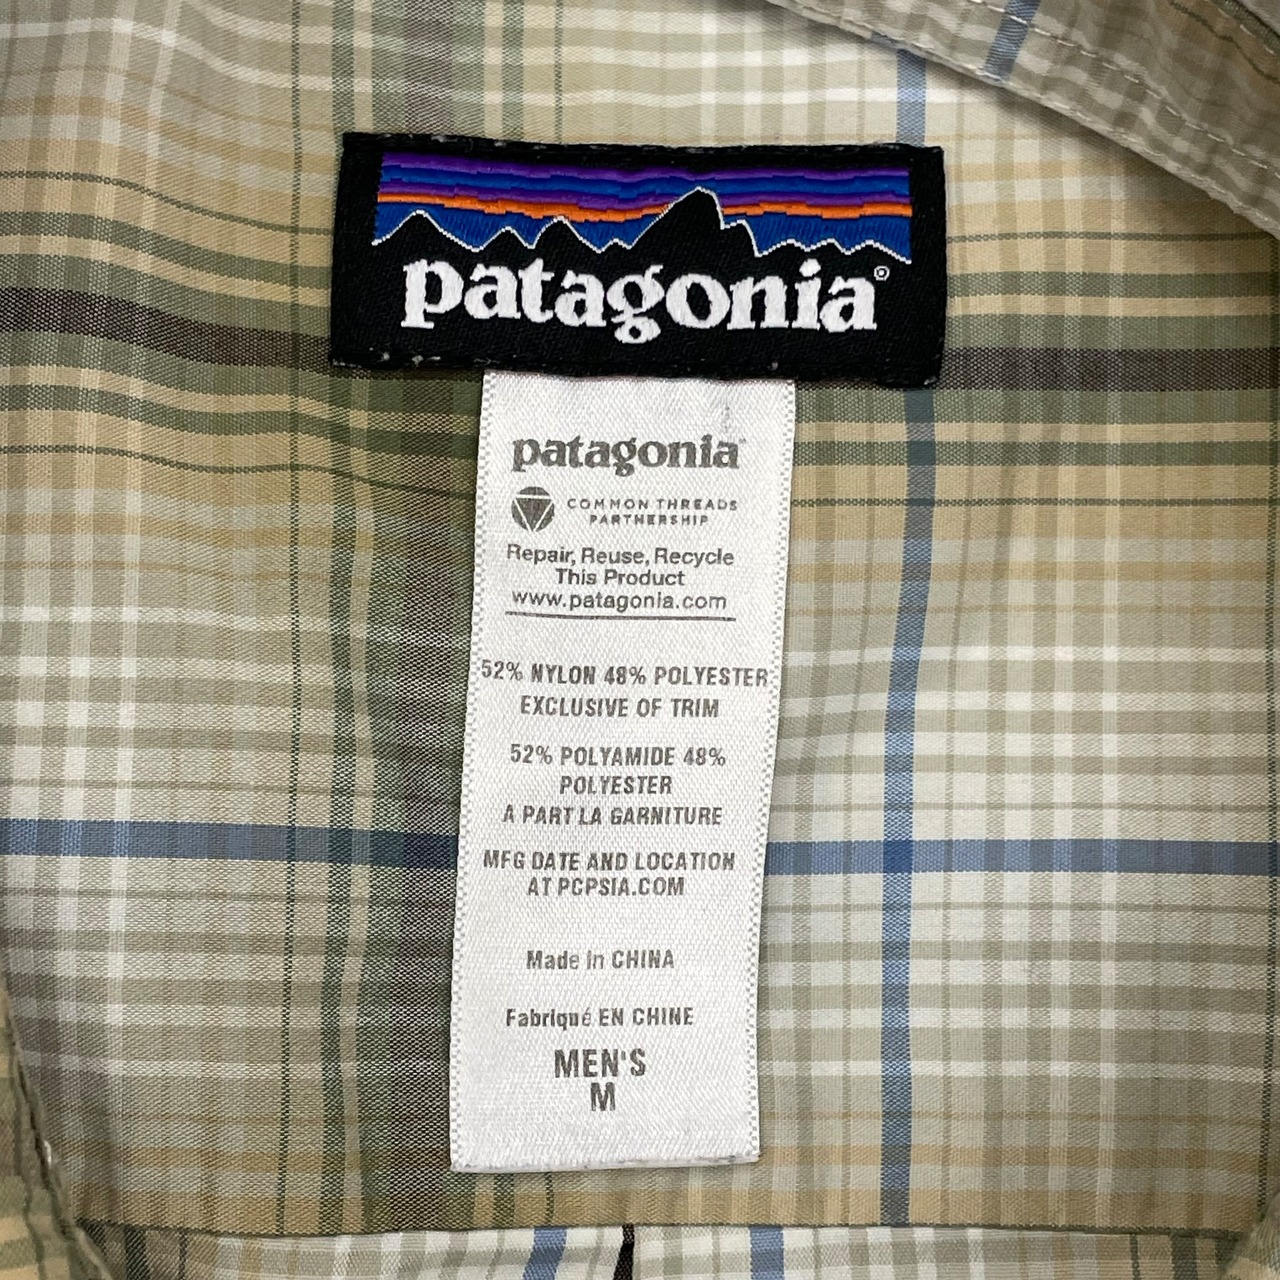 patagonia®
patagonia
COMMON THREADS
PARTNERSHIP
Repair, Reuse, Recycle
This Product
www.patagonia.com
52% NYLON 48% POLYESTER
EXCLUSIVE OF TRIM
52% POLYAMIDE 48%
POLYESTER
À PART LA GARNITURE
MFG DATE AND LOCATION
AT PCPSIA.COM
Made in CHINA
Fabriqué EN CHINE
MEN'S
M